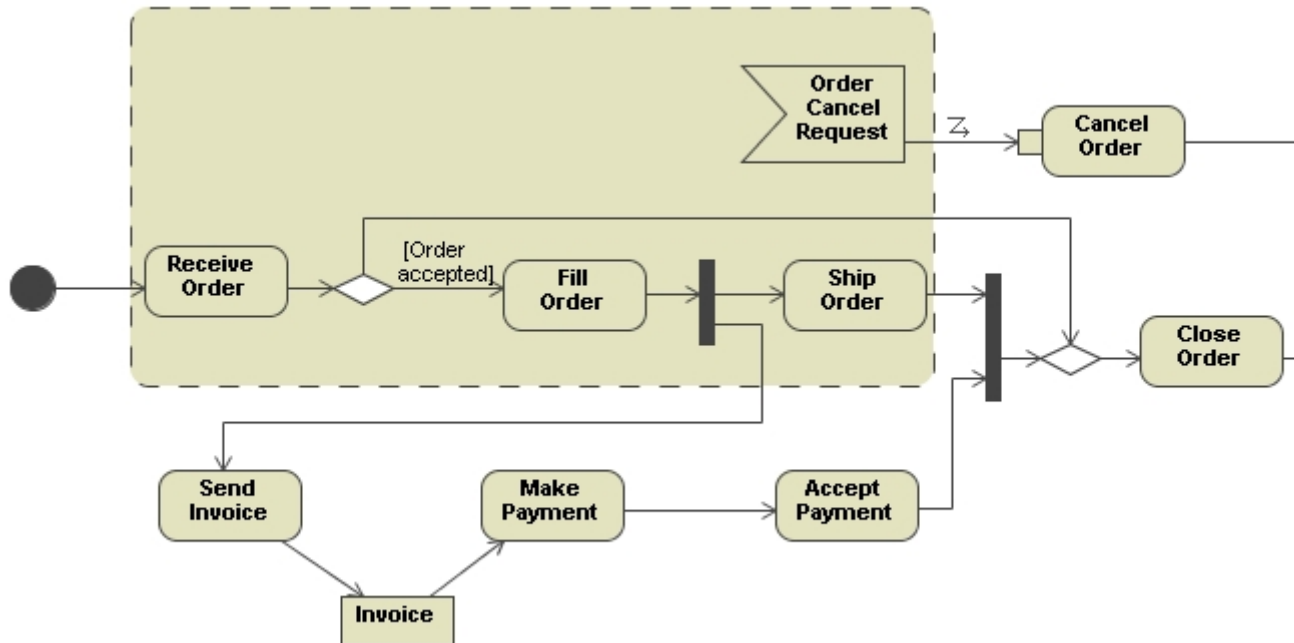 Order
Cancel
Request
Cancel
Order
Receive
Order
[Order
accepted]
Fill
Order
Ship
Order
Close
Order
Send
Invoice
Make
Payment
Accept
Payment
Invoice